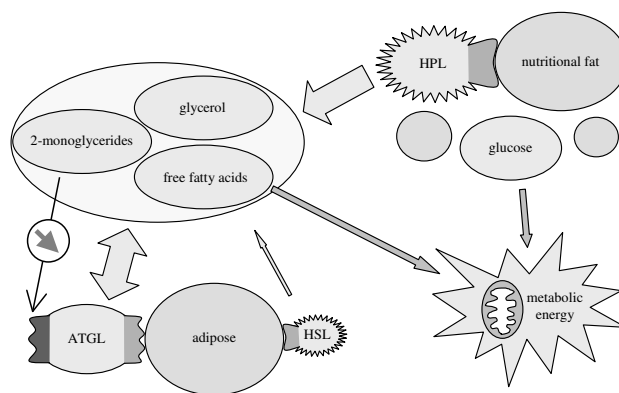 HPL
nutritional fat
glycerol
2-monoglycerides
glucose
free fatty acids
metabolic
energy
ATGL
adipose
HSL